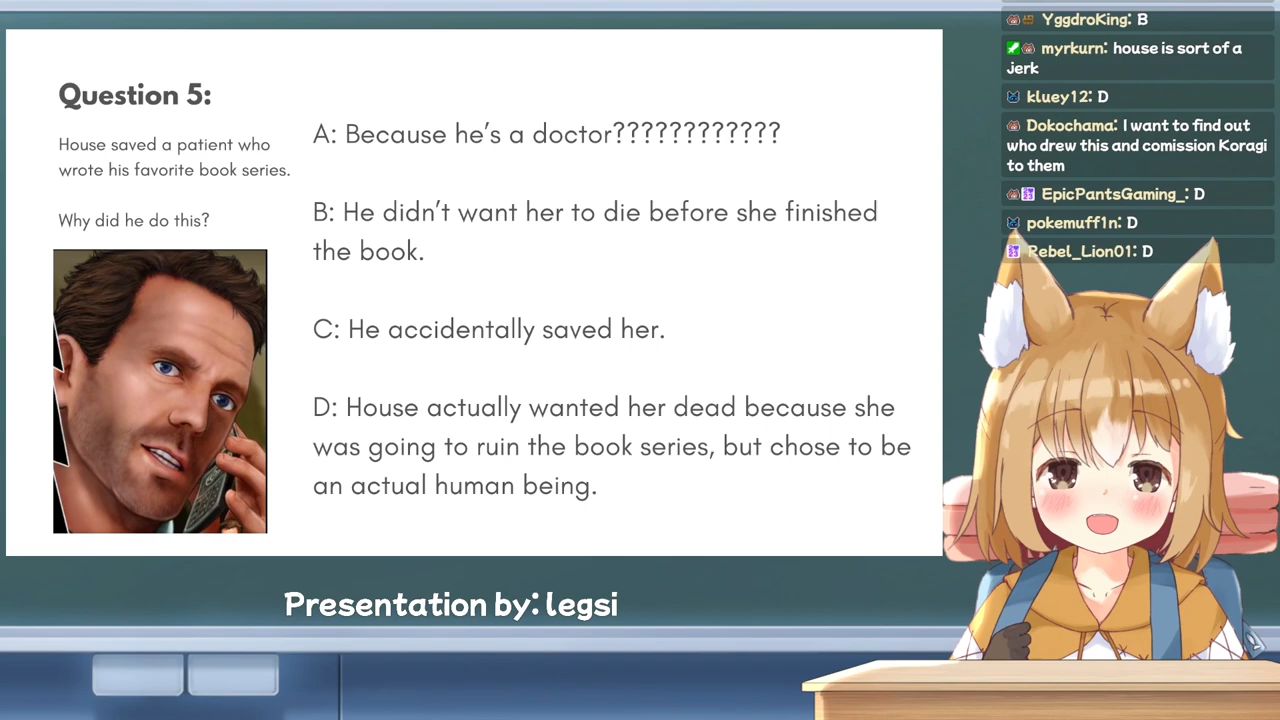 Question 5:
House saved a patient who
wrote his favorite book series.
Why did he do this?
A: Because he’s a doctor????????????
B: He didn’t want her to die before she finished
the book.
C: He accidentally saved her.
D: House actually wanted her dead because she
was going to ruin the book series, but chose to be
an actual human being.
Presentation by: legsi
YggdroKing: B
myrkurn: house is sort of a
jerk
kluey12: D
Dokochama: I want to find out
who drew this and comission Koragi
to them
EpicPantsGaming_: D
pokemuff1n: D
Rebel_Lion01: D